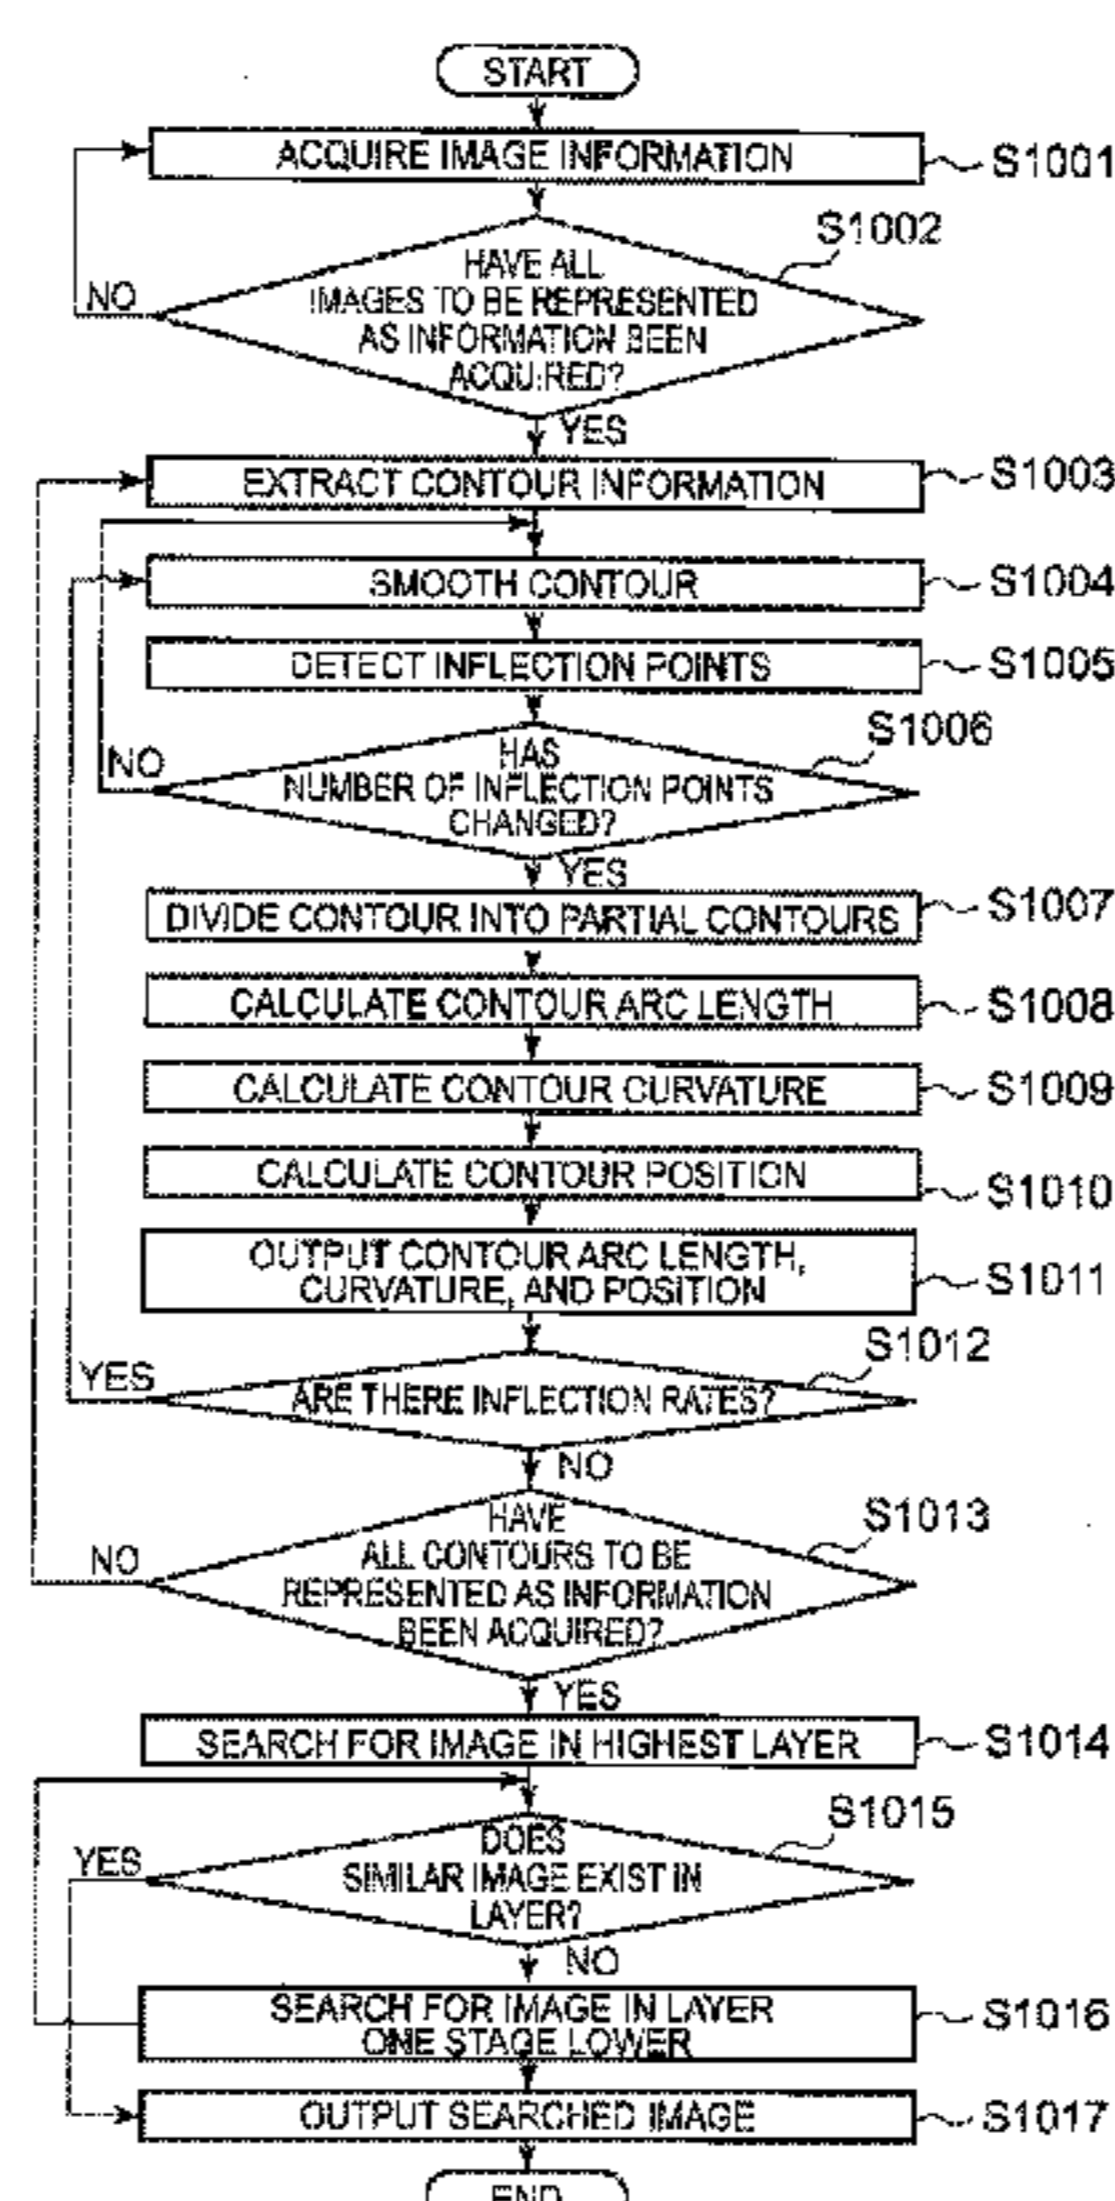 START
ACQUIRE IMAGE INFORMATION
S1001
S1002
HAVE ALL
IMAGES TO BE REPRESENTED
AS INFORMATION BEEN
ACQUIRED?
NO
YES
EXTRACT CONTOUR INFORMATION
S1003
SMOOTH CONTOUR
S1004
DETECT INFLECTION POINTS
S1005
S1006
HAS
NUMBER OF INFLECTION POINTS
CHANGED?
NO
YES
DIVIDE CONTOUR INTO PARTIAL CONTOURS
S1007
CALCULATE CONTOUR ARC LENGTH
S1008
CALCULATE CONTOUR CURVATURE
S1009
CALCULATE CONTOUR POSITION
S1010
OUTPUT CONTOUR ARC LENGTH,
CURVATURE, AND POSITION
S1011
S1012
YES
ARE THERE INFLECTION RATES?
NO
S1013
HAVE
ALL CONTOURS TO BE
REPRESENTED AS INFORMATION
BEEN ACQUIRED?
NO
YES
SEARCH FOR IMAGE IN HIGHEST LAYER
S1014
S1015
DOES
SIMILAR IMAGE EXIST IN
LAYER?
YES
NO
SEARCH FOR IMAGE IN LAYER
ONE STAGE LOWER
S1016
OUTPUT SEARCHED IMAGE
S1017
END